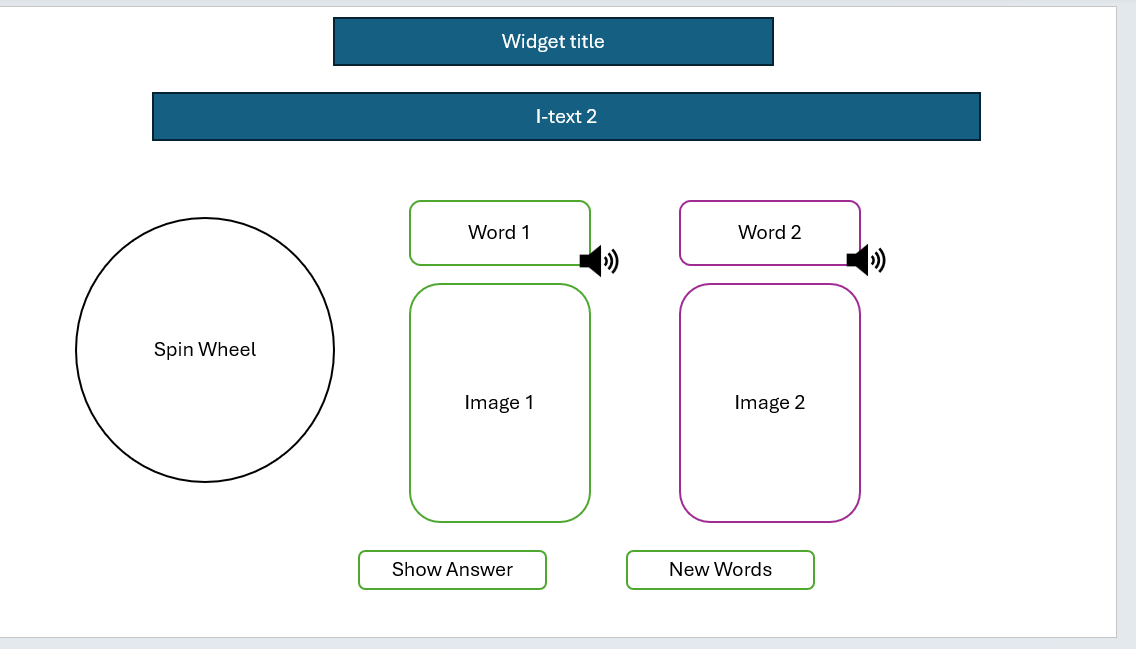 Widget title
I-text 2
Word 1
Word 2
Spin Wheel
Image 1
Image 2
Show Answer
New Words